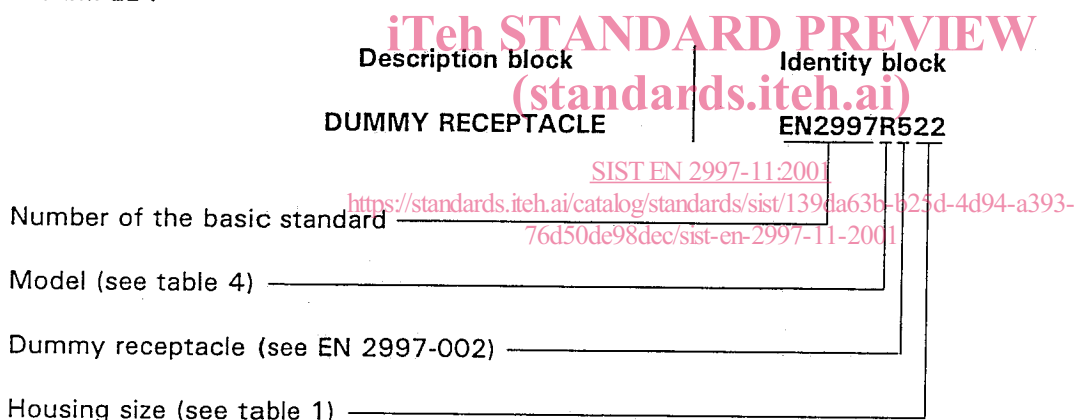 iTeh STANDARD PREVIEW
Description block Identity block
(standards.iteh.ai)
DUMMY RECEPTACLE EN2997R522
SIST EN 2997-11:2001
https://standards.iteh.ai/catalog/standards/sist/139da63b-b25d-4d94-a393-
Number of the basic standard
76d50de98dec/sist-en-2997-11-2001
Model (see table 4)
Dummy receptacle (see EN 2997-002)
Housing size (see table 1)